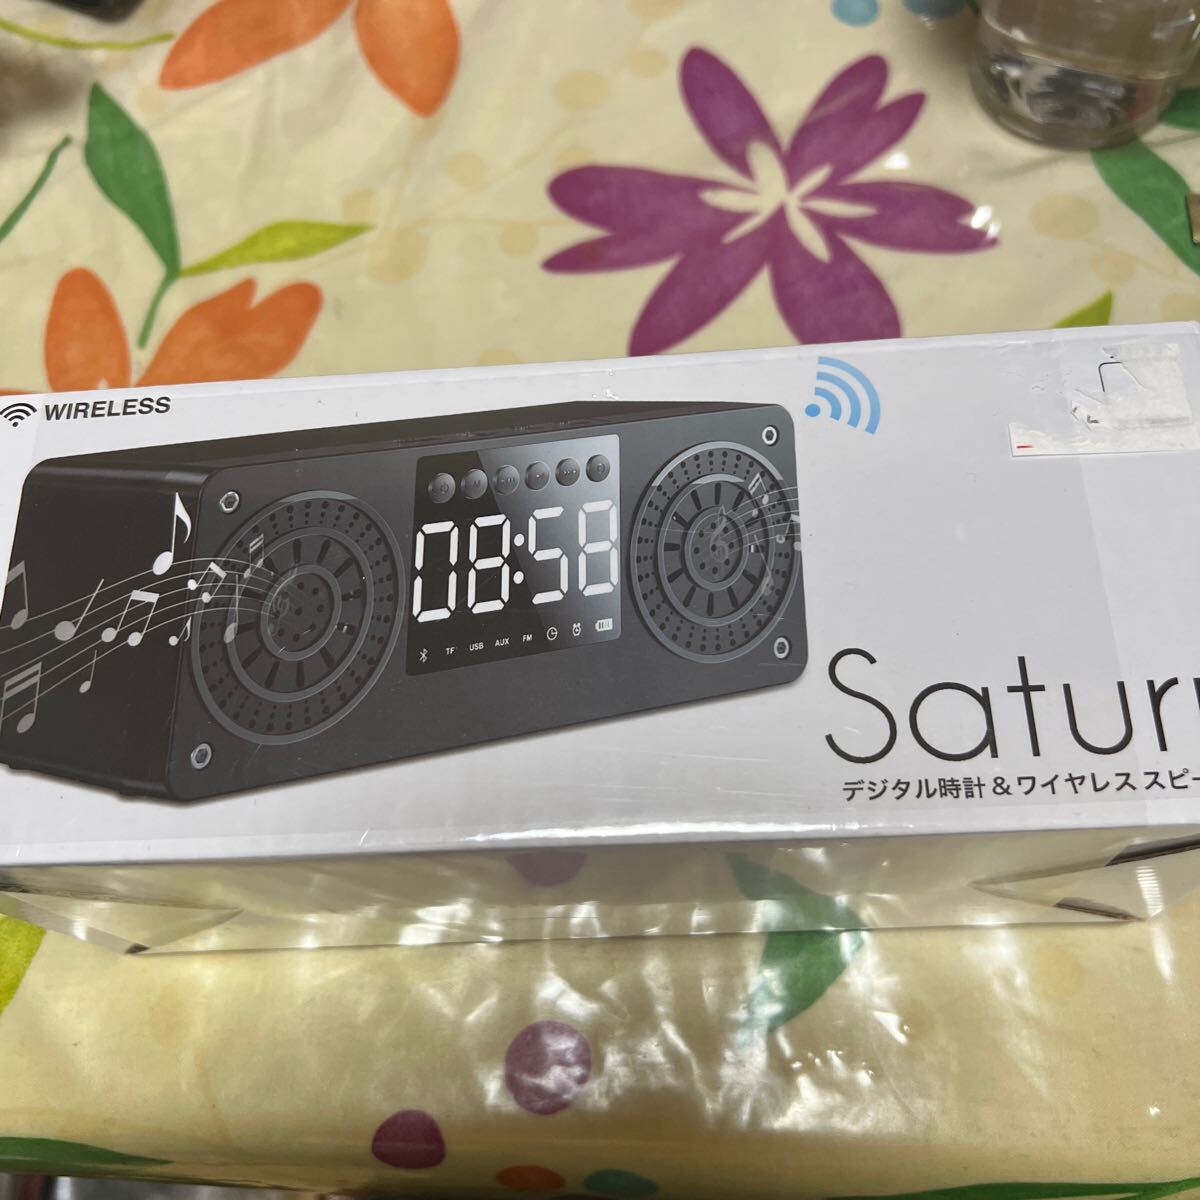 WIRELESS
08:58
TF USB AUX FM
Satur
デジタル時計&ワイヤレス スピー